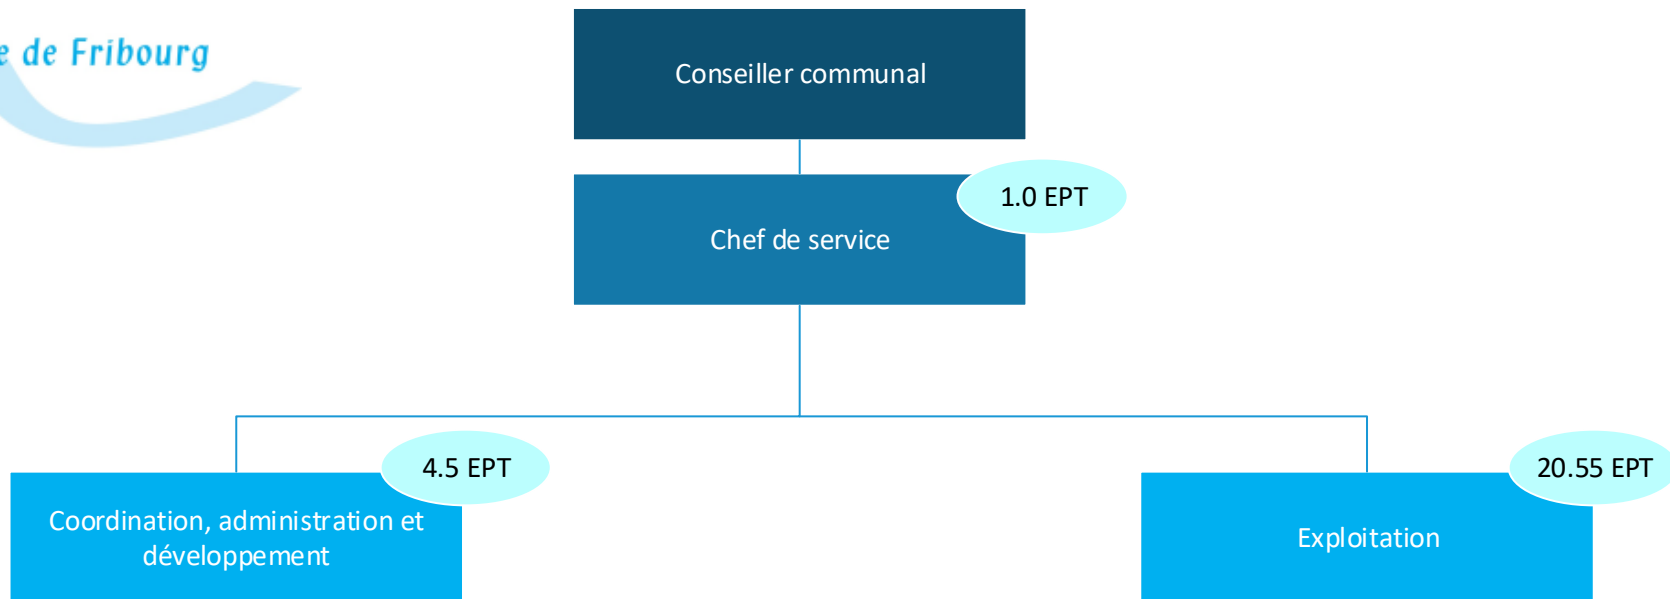 e de Fribourg
Conseiller communal
1.0 EPT
Chef de service
4.5 EPT
20.55 EPT
Coordination, administration et
développement
Exploitation